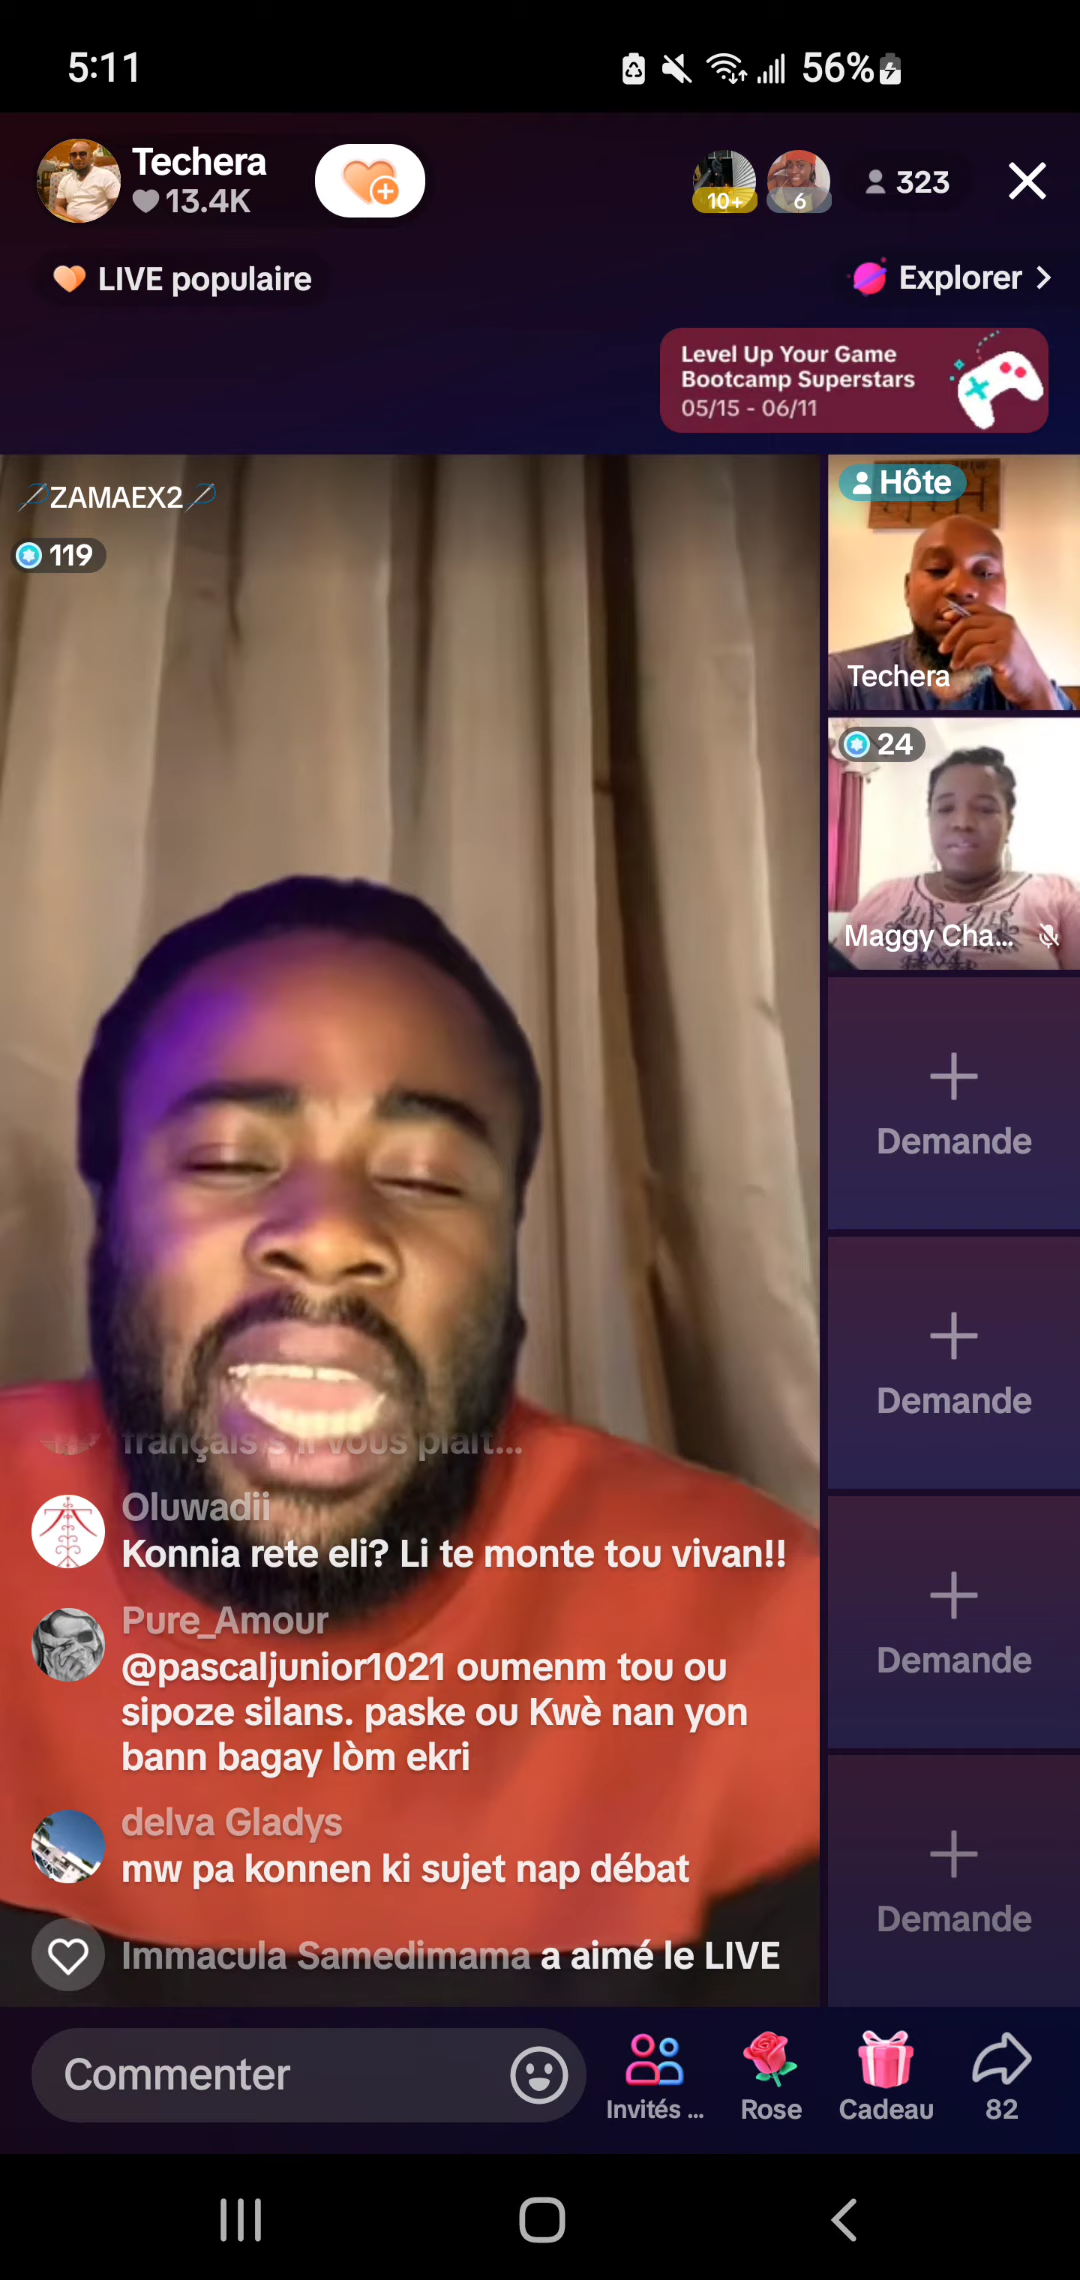 5:11
56%
Techera
13.4K
10+
6
323
LIVE populaire
Explorer
Level Up Your Game
Bootcamp Superstars
05/15 - 06/11
ZAMAEX2
119
Hôte
Techera
24
Maggy Cha...
Demande
Demande
Demande
Demande
français s'il vous plait...
Oluwadii
Konnia rete eli? Li te monte tou vivan!!
Pure_Amour
@pascaljunior1021 oumenm tou ou
sipoze silans. paske ou Kwè nan yon
bann bagay lòm ekri
delva Gladys
mw pa konnen ki sujet nap débat
Immacula Samedimama a aimé le LIVE
Commenter
Invités ...
Rose
Cadeau
82